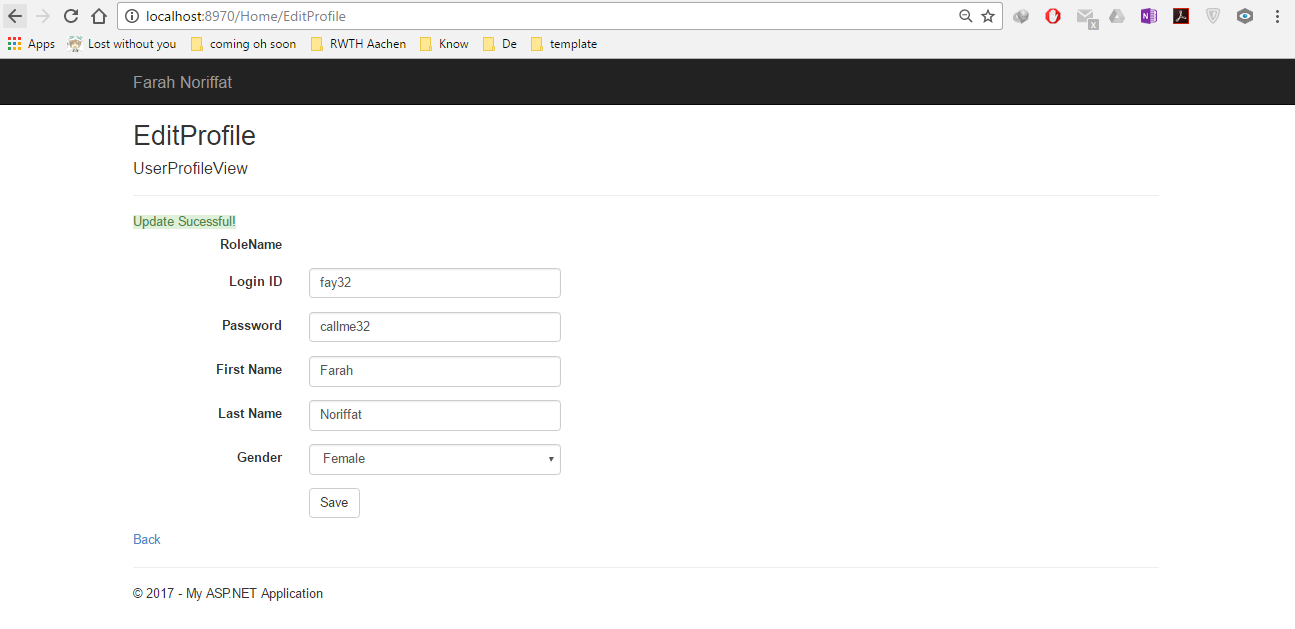 localhost:8970/Home/EditProfile
Apps Lost without you coming oh soon RWTH Aachen Know De template
Farah Noriffat
EditProfile
UserProfileView
Update Sucessful!
RoleName
Login ID fay32
Password callme32
First Name Farah
Last Name Noriffat
Gender Female
Save
Back
© 2017 - My ASP.NET Application